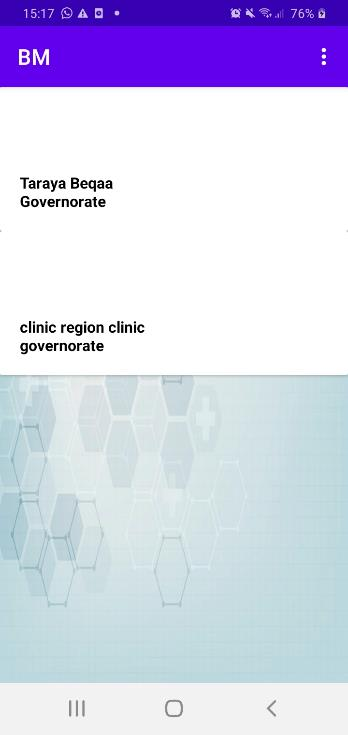 15:17
76%
BM
Taraya Beqaa
Governorate
clinic region clinic
governorate